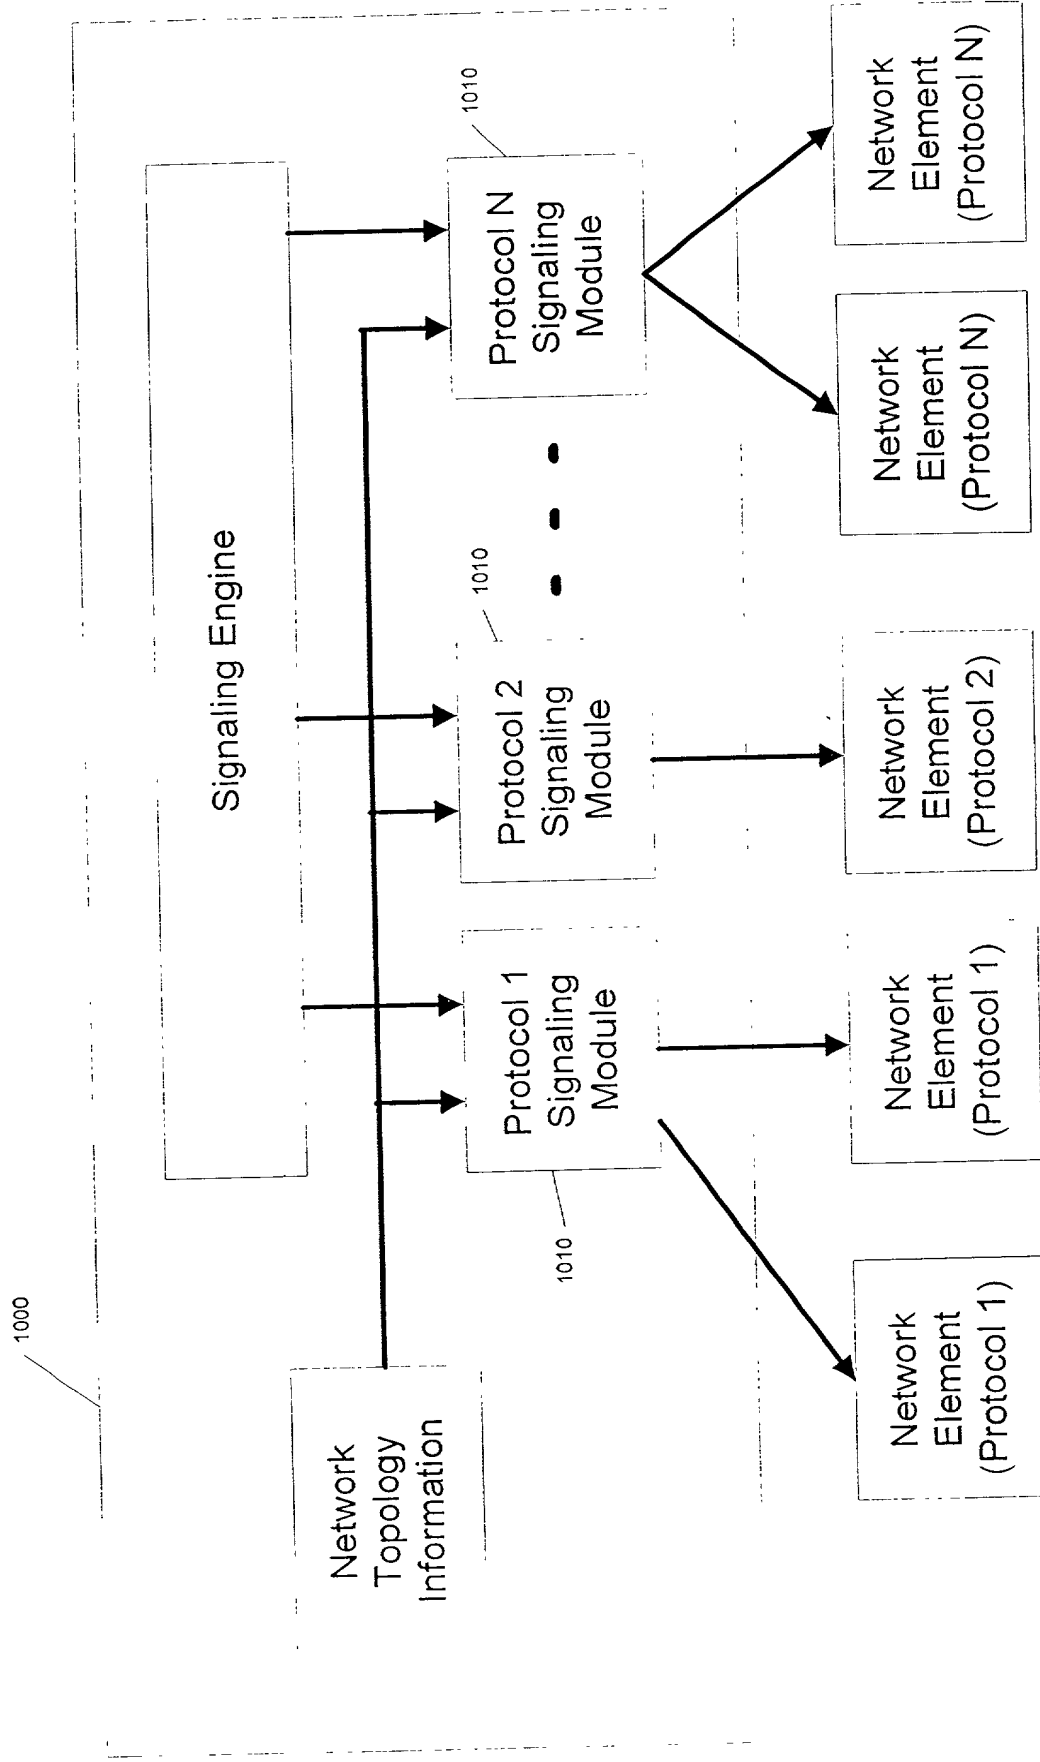 1000
Signaling Engine
Network
Topology
Information
1010
Protocol 1
Signaling
Module
1010
Protocol 2
Signaling
Module
1010
Protocol N
Signaling
Module
Network
Element
(Protocol 1)
Network
Element
(Protocol 1)
Network
Element
(Protocol 2)
Network
Element
(Protocol N)
Network
Element
(Protocol N)